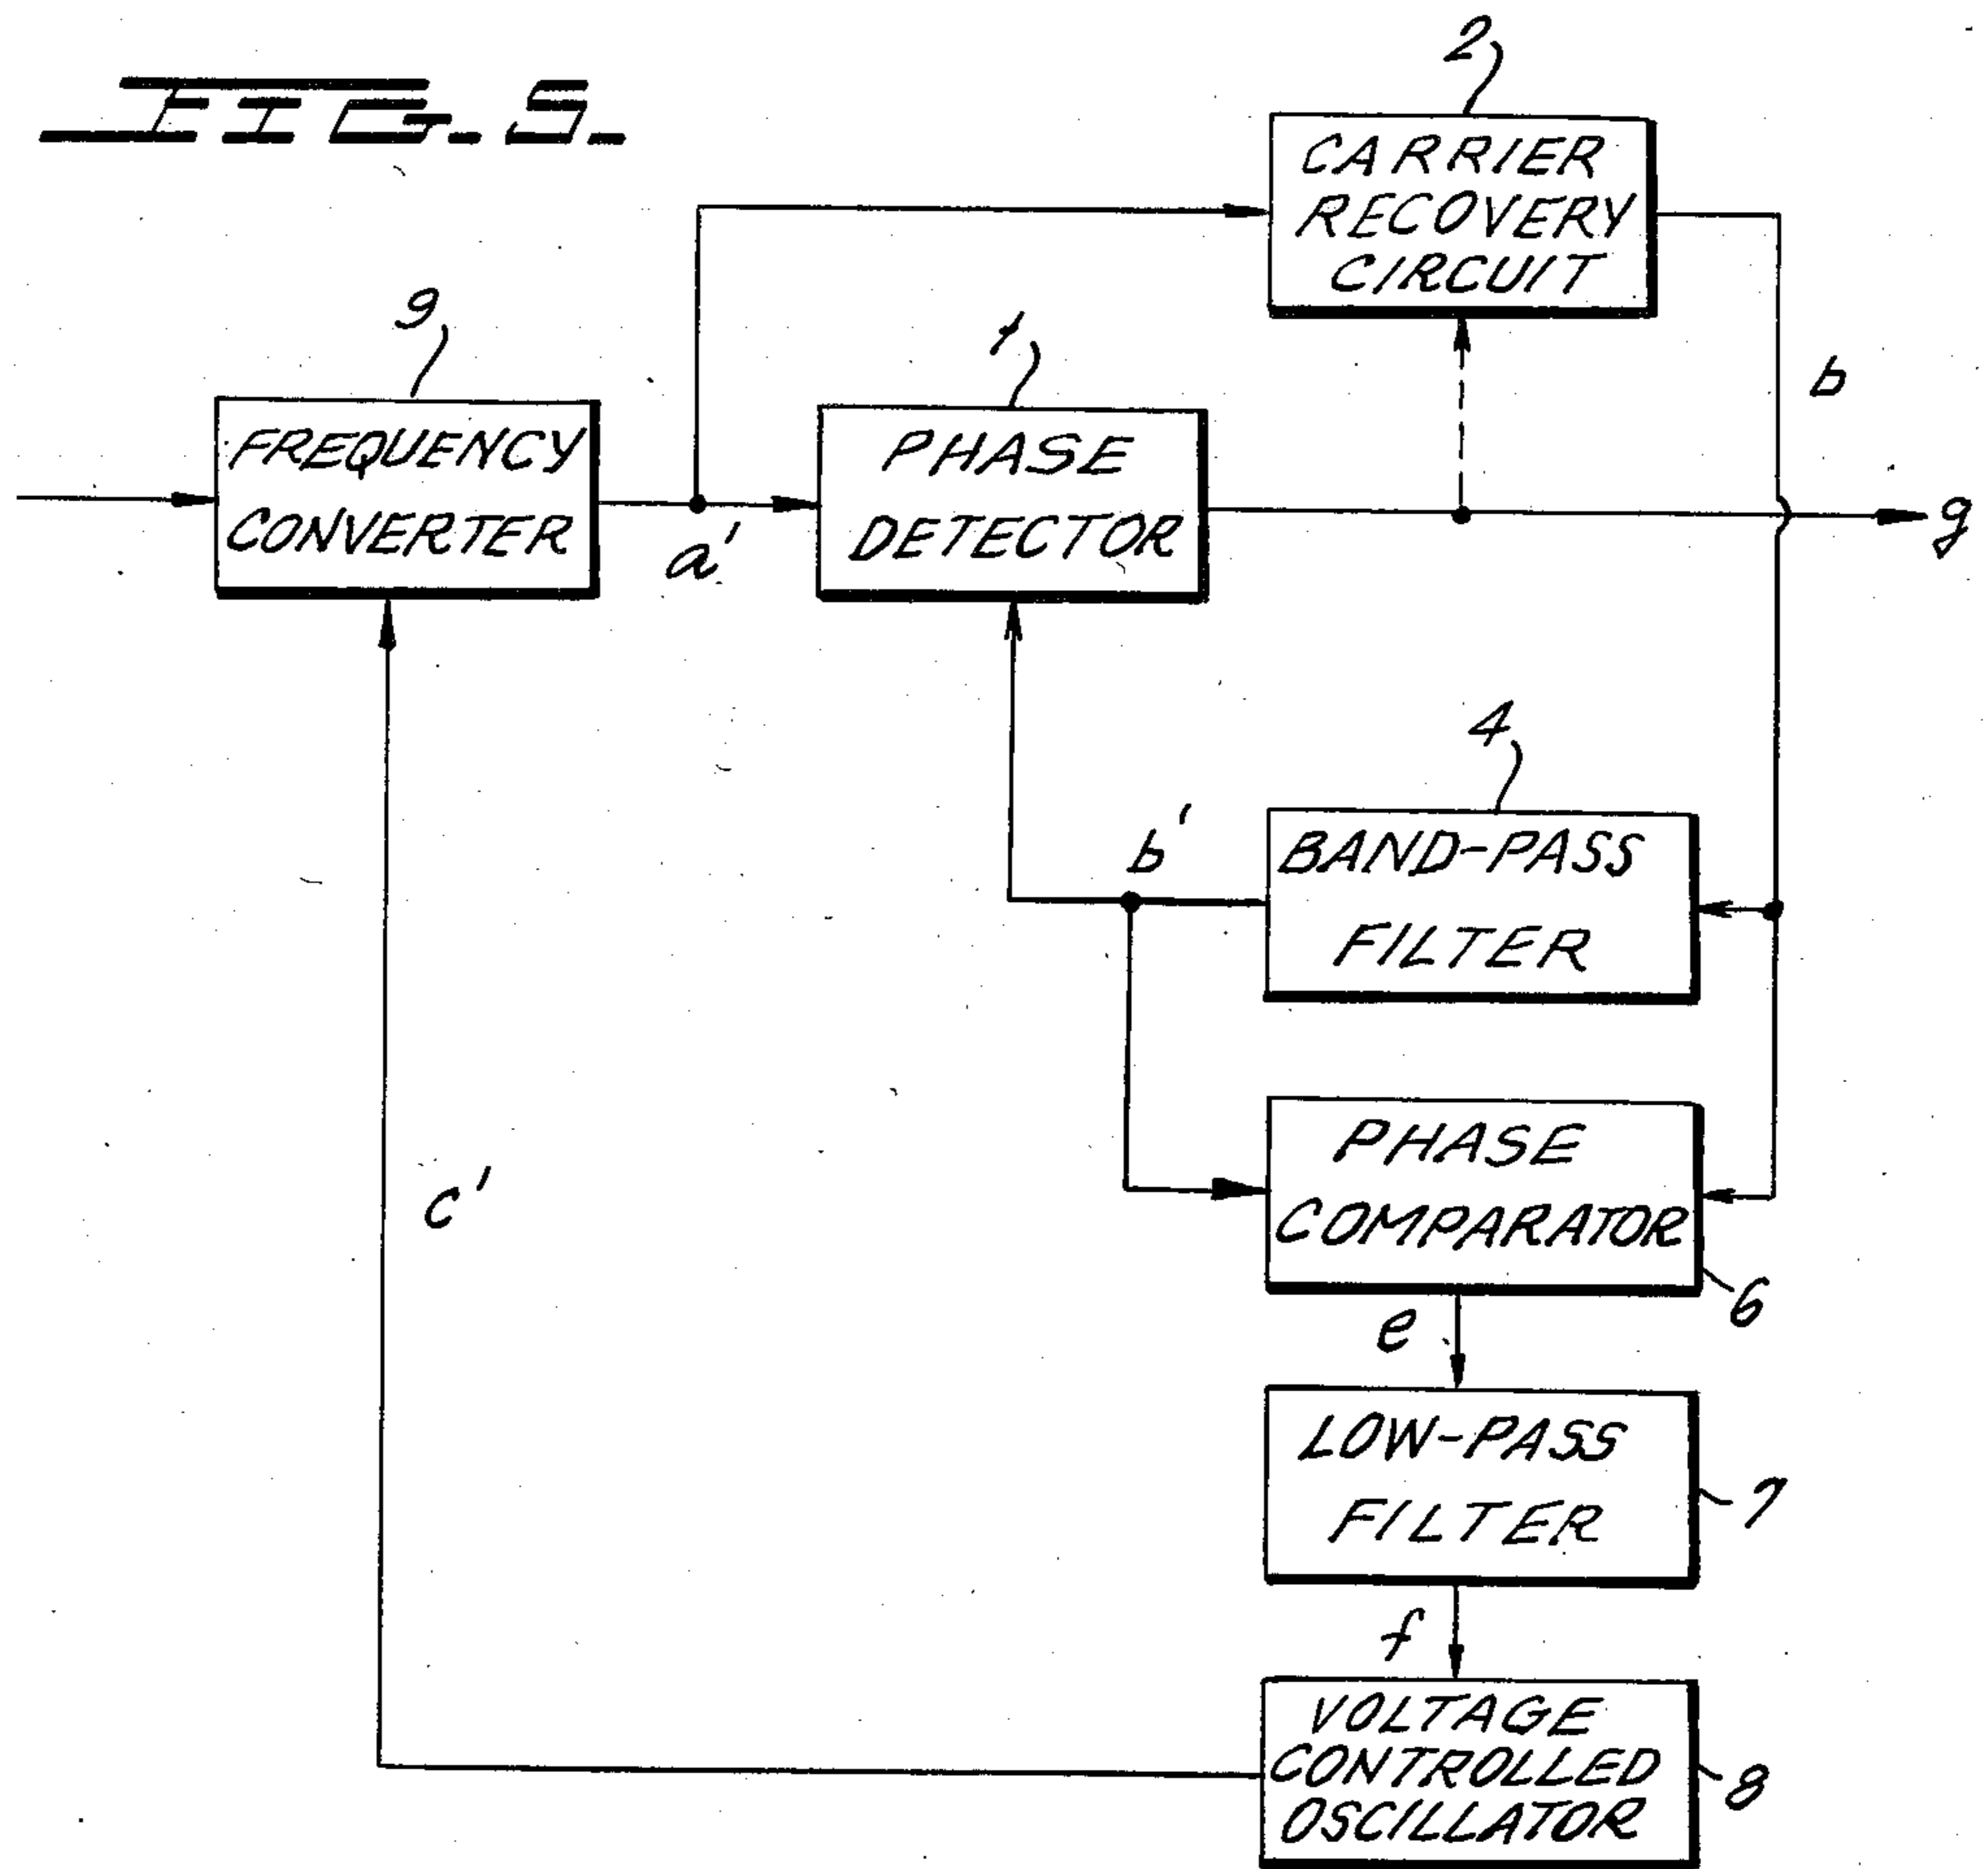 FIG. 5.
2
CARRIER
RECOVERY
CIRCUIT
b
9
FREQUENCY
CONVERTER
a'
1
PHASE
DETECTOR
g
4
b'
BAND-PASS
FILTER
PHASE
COMPARATOR
6
c'
e
LOW-PASS
FILTER
7
f
VOLTAGE
CONTROLLED
OSCILLATOR
8